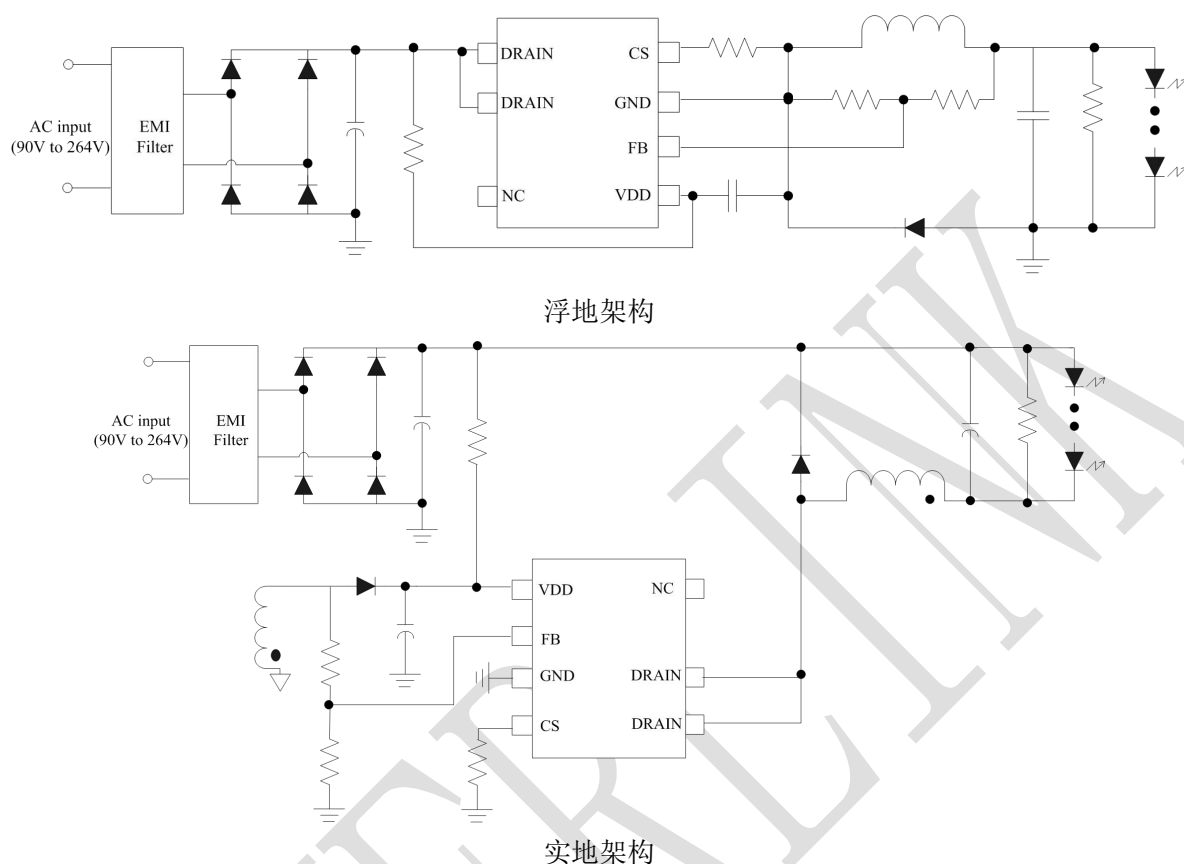 DRAIN
CS
DRAIN
GND
AC input
(90V to 264V)
EMI
Filter
FB
NC
VDD
浮地架构
AC input
(90V to 264V)
EMI
Filter
VDD
NC
FB
GND
DRAIN
CS
DRAIN
实地架构